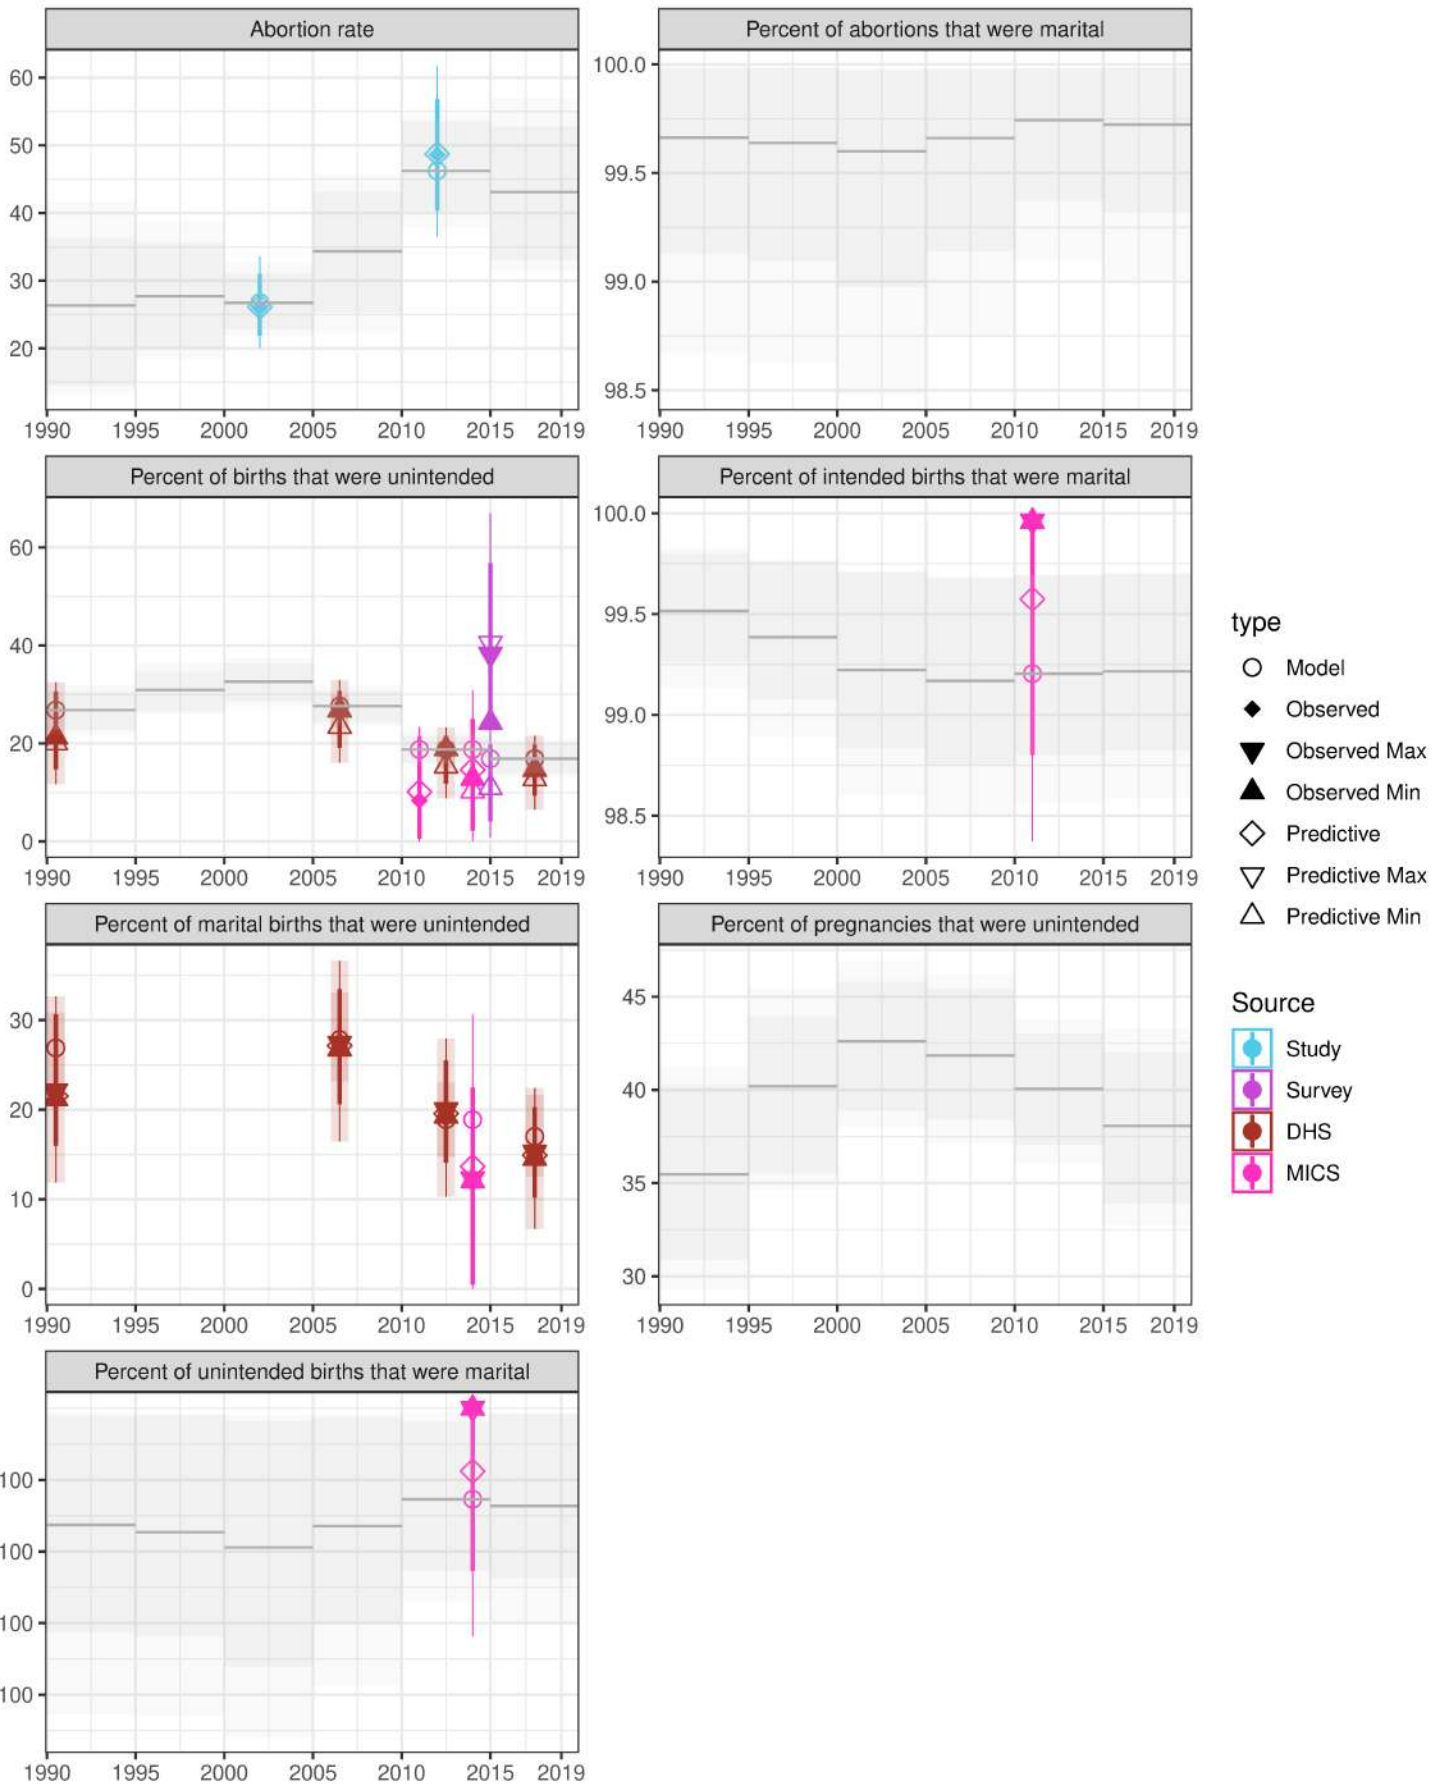 Abortion rate
60
50
40
30
20
1990 1995 2000 2005 2010 2015 2019
Percent of abortions that were marital
100.0
99.5
99.0
98.5
1990 1995 2000 2005 2010 2015 2019
Percent of births that were unintended
60
40
20
0
1990 1995 2000 2005 2010 2015 2019
Percent of intended births that were marital
100.0
99.5
99.0
98.5
1990 1995 2000 2005 2010 2015 2019
Percent of marital births that were unintended
30
20
10
0
1990 1995 2000 2005 2010 2015 2019
Percent of pregnancies that were unintended
45
40
35
30
1990 1995 2000 2005 2010 2015 2019
Percent of unintended births that were marital
100
100
100
100
1990 1995 2000 2005 2010 2015 2019
type
Model
Observed
Observed Max
Observed Min
Predictive
Predictive Max
Predictive Min
Source
Study
Survey
DHS
MICS